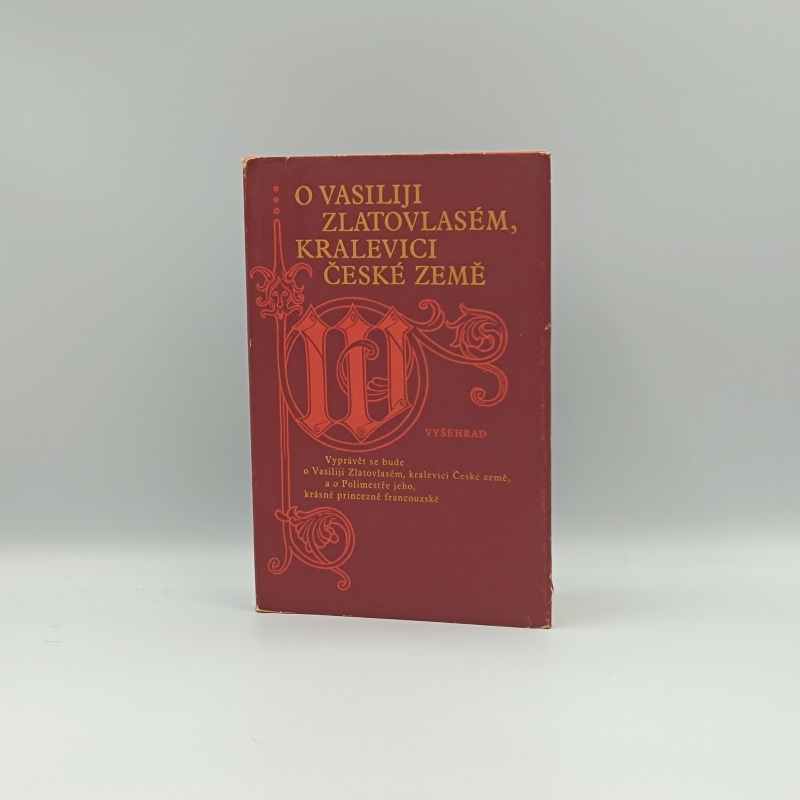 O VASILIJI
ZLATOVLASÉM,
KRALEVICI
ČESKÉ ZEMĚ
VYŠEHRAD
Vyprávět se bude
o Vasiliji Zlatovlasém, kralevici České země,
a o Polimestře jeho,
krásné princezně francouzské